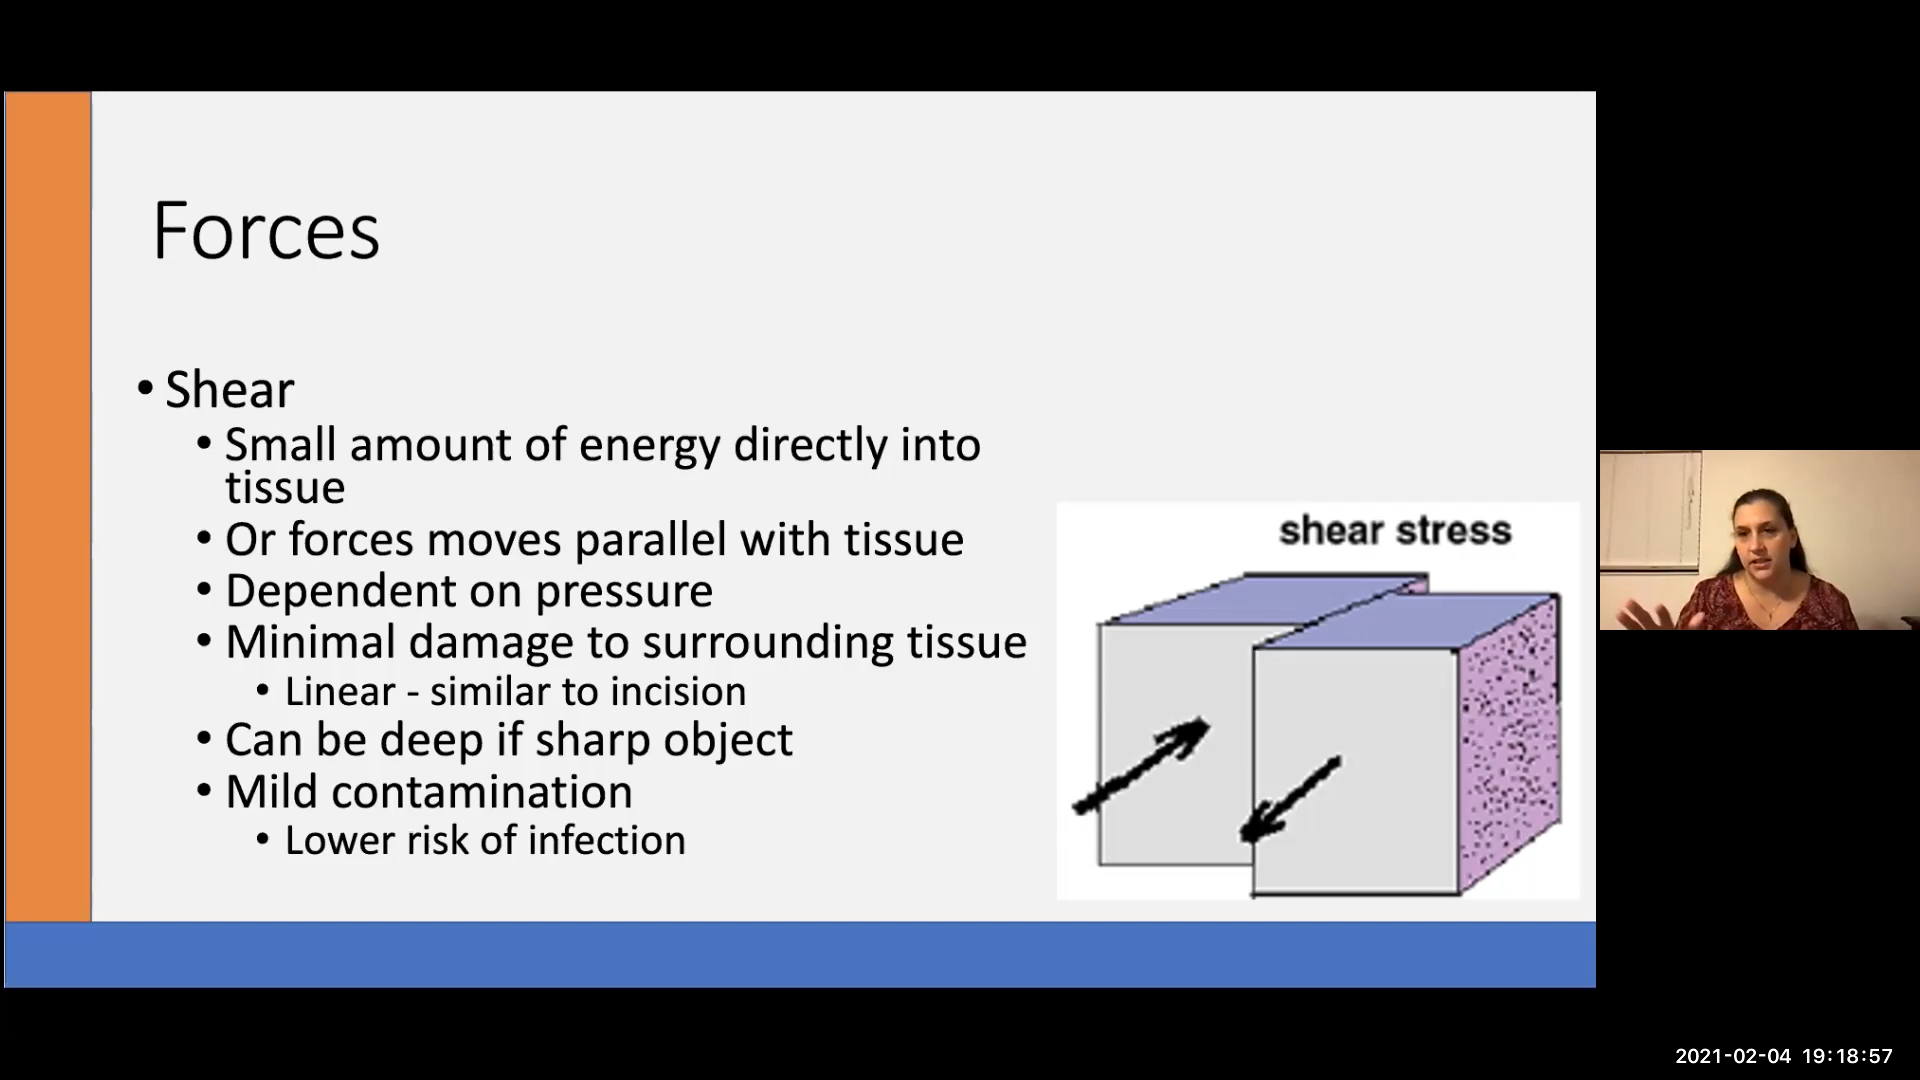 Forces
• Shear
• Small amount of energy directly into
tissue
• Or forces moves parallel with tissue
• Dependent on pressure
• Minimal damage to surrounding tissue
• Linear - similar to incision
• Can be deep if sharp object
• Mild contamination
• Lower risk of infection
shear stress
2021-02-04 19:18:57